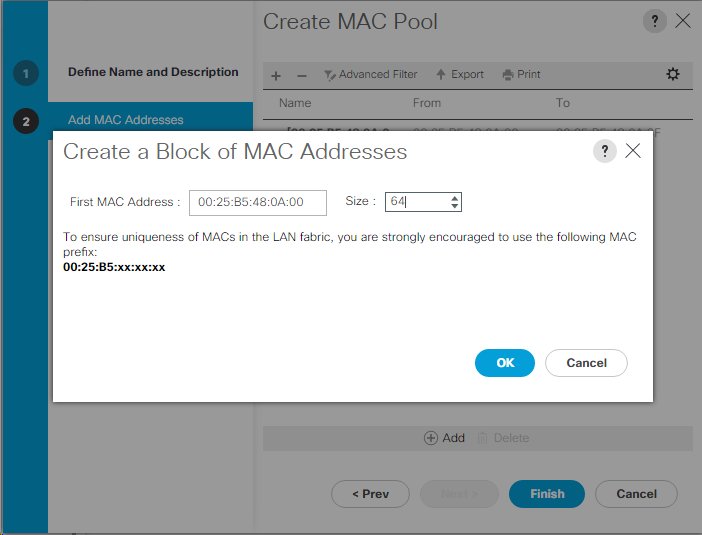 Create MAC Pool
?
1 Define Name and Description
2 Add MAC Addresses
+ − Advanced Filter Export Print
Name From To
Create a Block of MAC Addresses
?
First MAC Address : 00:25:B5:48:0A:00 Size : 64
To ensure uniqueness of MACs in the LAN fabric, you are strongly encouraged to use the following MAC
prefix:
00:25:B5:xx:xx:xx
OK Cancel
Add Delete
< Prev Next > Finish Cancel